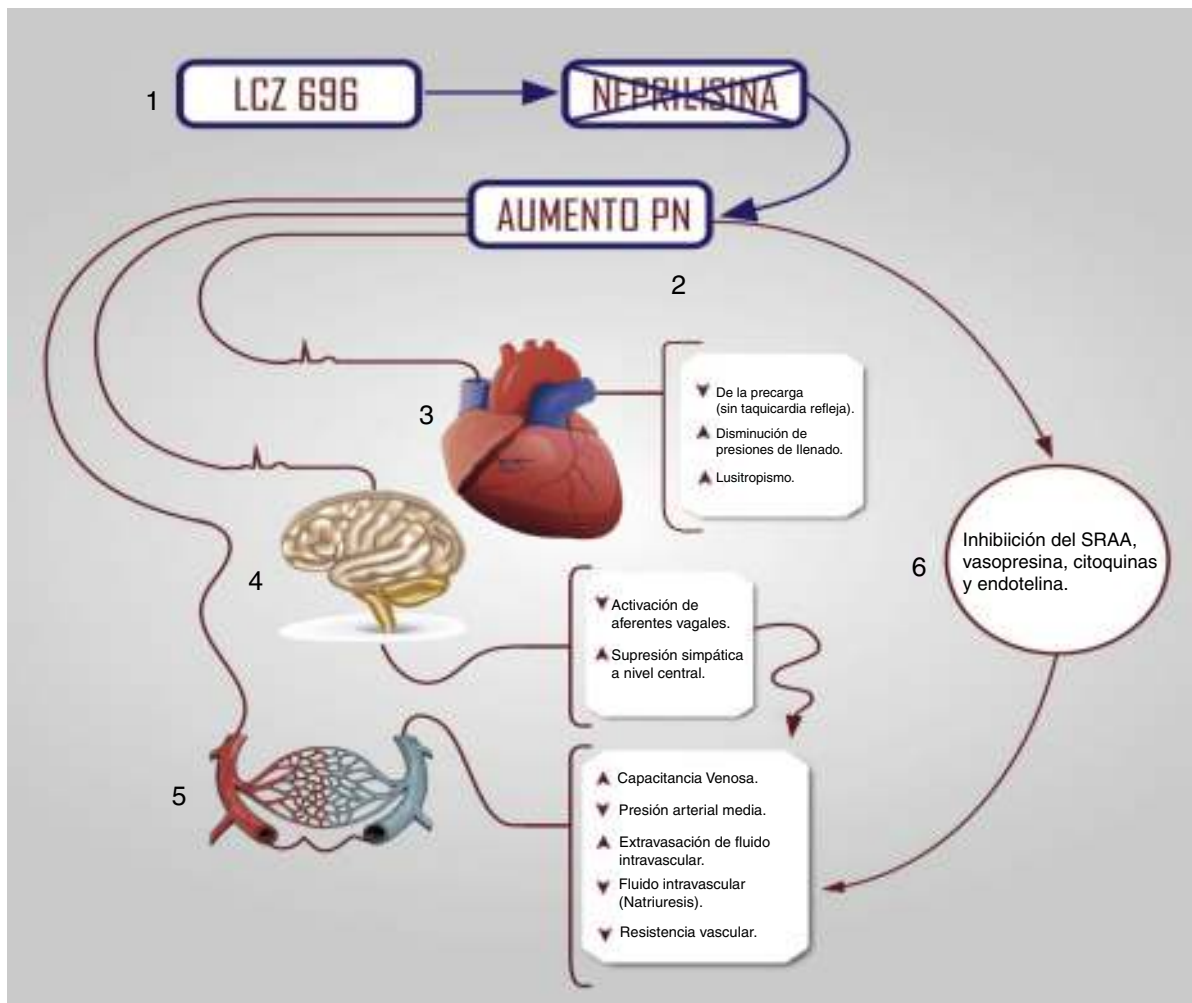 1
LCZ 696
NEPRILISINA
AUMENTO PN
2
3
De la precarga
(sin taquicardia refleja).
Disminución de
presiones de llenado.
Lusitropismo.
4
Activación de
aferentes vagales.
Supresión simpática
a nivel central.
5
Capacitancia Venosa.
Presión arterial media.
Extravasación de fluido
intravascular.
Fluido intravascular
(Natriuresis).
Resistencia vascular.
6
Inhibiición del SRAA,
vasopresina, citoquinas
y endotelina.